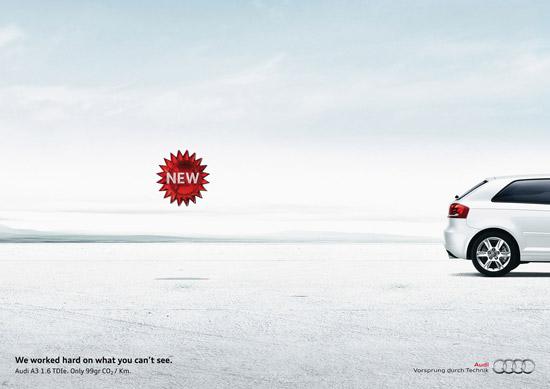 NEW
We worked hard on what you can't see.
Audi A3 1.6 TDIe. Only 99gr CO₂ / Km.
Audi
Vorsprung durch Technik